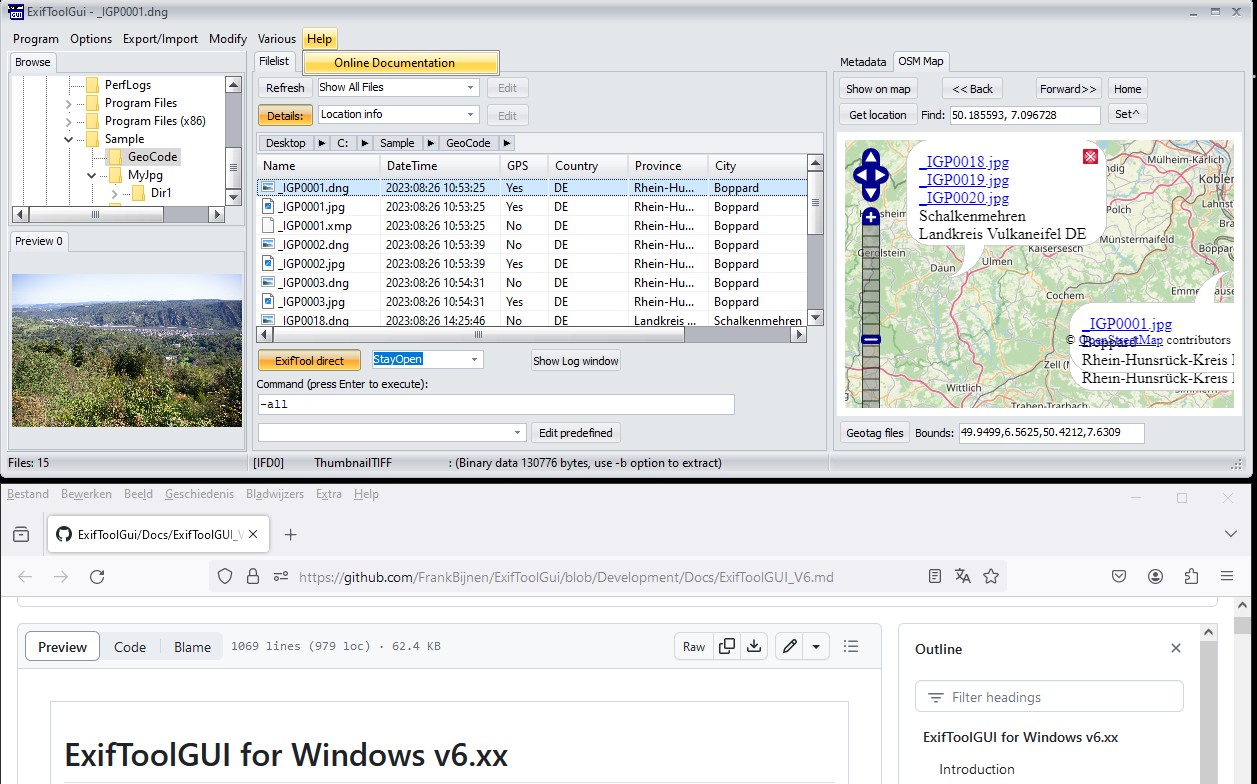 ExifToolGui - _IGP0001.dng
Program Options Export/Import Modify Various Help
Browse
PerfLogs
Program Files
Program Files (x86)
Sample
GeoCode
MyJpg
Dir1
Preview 0
Filelist
Online Documentation
Refresh Show All Files Edit
Details: Location info Edit
Desktop C: Sample GeoCode
Name DateTime GPS Country Province City
_IGP0001.dng 2023:08:26 10:53:25 Yes DE Rhein-Hu... Boppard
_IGP0001.jpg 2023:08:26 10:53:25 Yes DE Rhein-Hu... Boppard
_IGP0001.xmp 2023:08:26 10:53:25 No DE Rhein-Hu... Boppard
_IGP0002.dng 2023:08:26 10:53:39 No DE Rhein-Hu... Boppard
_IGP0002.jpg 2023:08:26 10:53:39 Yes DE Rhein-Hu... Boppard
_IGP0003.dng 2023:08:26 10:54:31 No DE Rhein-Hu... Boppard
_IGP0003.jpg 2023:08:26 10:54:31 Yes DE Rhein-Hu... Boppard
_IGP0018.dng 2023:08:26 14:25:46 No DE Landkreis ... Schalkenmehren
ExifTool direct StayOpen Show Log window
Command (press Enter to execute):
-all
Edit predefined
Metadata OSM Map
Show on map << Back Forward>> Home
Get location Find: 50.185593, 7.096728 Set^
_IGP0018.jpg
_IGP0019.jpg
_IGP0020.jpg
Schalkenmehren
Landkreis Vulkaneifel DE
Mülheim-Kärlich
Polch
Münstermaifeld
Kaisersesch
Gerolstein
Daun
Ulmen
Cochem
Wittlich
Traben-Trarbach
_IGP0001.jpg
Boppard
© OpenStreetMap contributors
Rhein-Hunsrück-Kreis
Rhein-Hunsrück-Kreis
Geotag files Bounds: 49.9499,6.5625,50.4212,7.6309
Files: 15 [IFD0] ThumbnailTIFF : (Binary data 130776 bytes, use -b option to extract)
Bestand Bewerken Beeld Geschiedenis Bladwijzers Extra Help
ExifToolGui/Docs/ExifToolGUI_V
https://github.com/FrankBijnen/ExifToolGui/blob/Development/Docs/ExifToolGUI_V6.md
Preview Code Blame 1069 lines (979 loc) · 62.4 KB Raw
Outline
Filter headings
ExifToolGUI for Windows v6.xx
ExifToolGUI for Windows v6.xx
Introduction